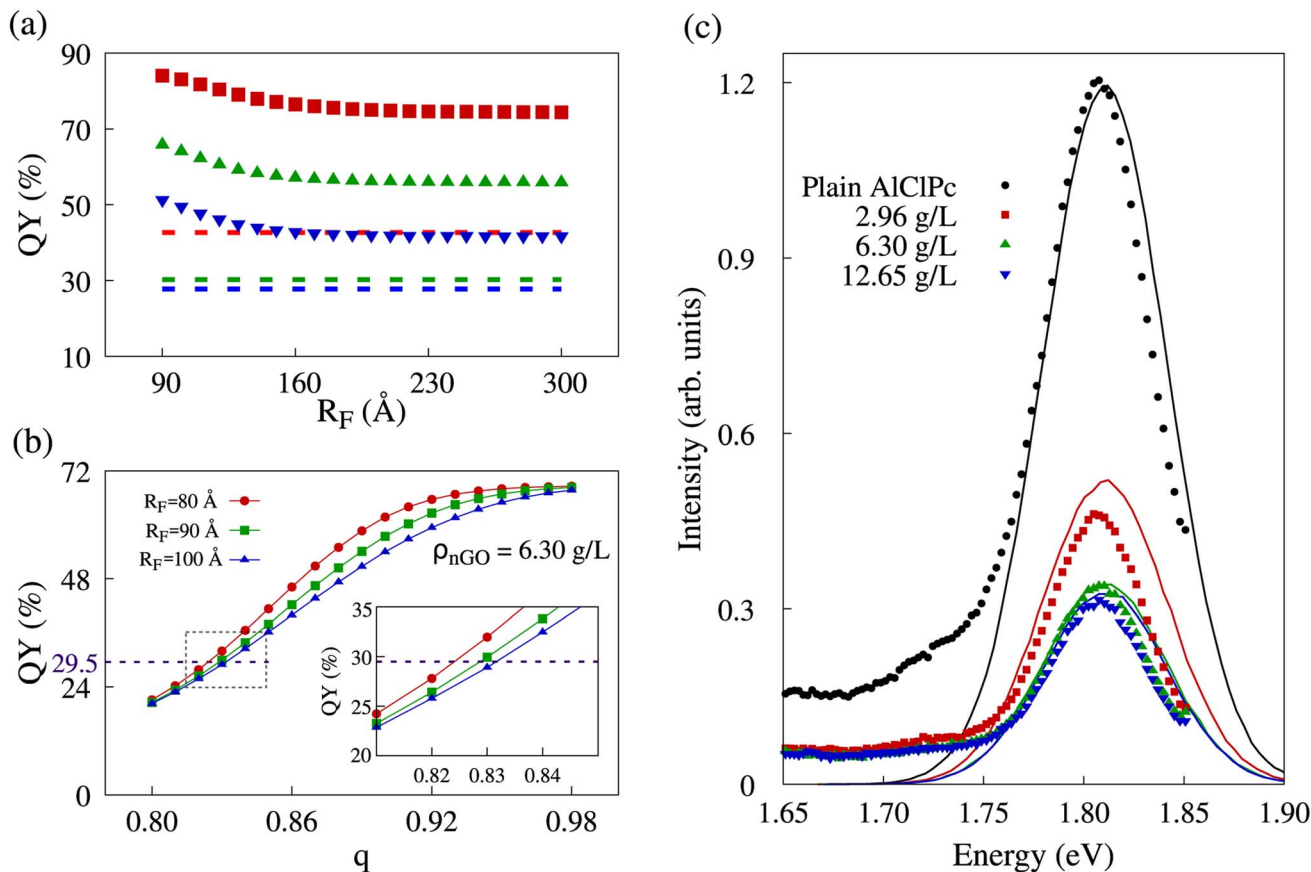 (a)
90
70
50
30
10
QY (%)
90
160
230
300
R_F (Å)
(b)
72
48
29.5
24
0
QY (%)
R_F=80 Å
R_F=90 Å
R_F=100 Å
ρ_nGO = 6.30 g/L
35
30
25
20
QY (%)
0.82
0.83
0.84
0.80
0.86
0.92
0.98
q
(c)
1.2
0.9
0.6
0.3
0
Intensity (arb. units)
Plain AlClPc
2.96 g/L
6.30 g/L
12.65 g/L
1.65
1.70
1.75
1.80
1.85
1.90
Energy (eV)